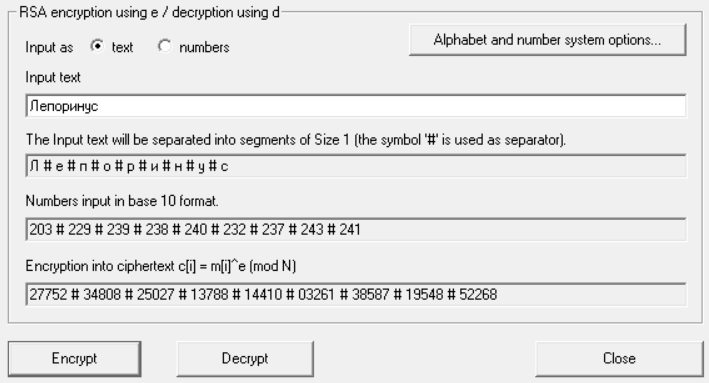 RSA encryption using e / decryption using d
Input as text numbers Alphabet and number system options...
Input text
Лепоринус
The Input text will be separated into segments of Size 1 (the symbol '#' is used as separator).
Л # е # п # о # р # и # н # у # с
Numbers input in base 10 format.
203 # 229 # 239 # 238 # 240 # 232 # 237 # 243 # 241
Encryption into ciphertext c[i] = m[i]^e (mod N)
27752 # 34808 # 25027 # 13788 # 14410 # 03261 # 38587 # 19548 # 52268
Encrypt Decrypt Close